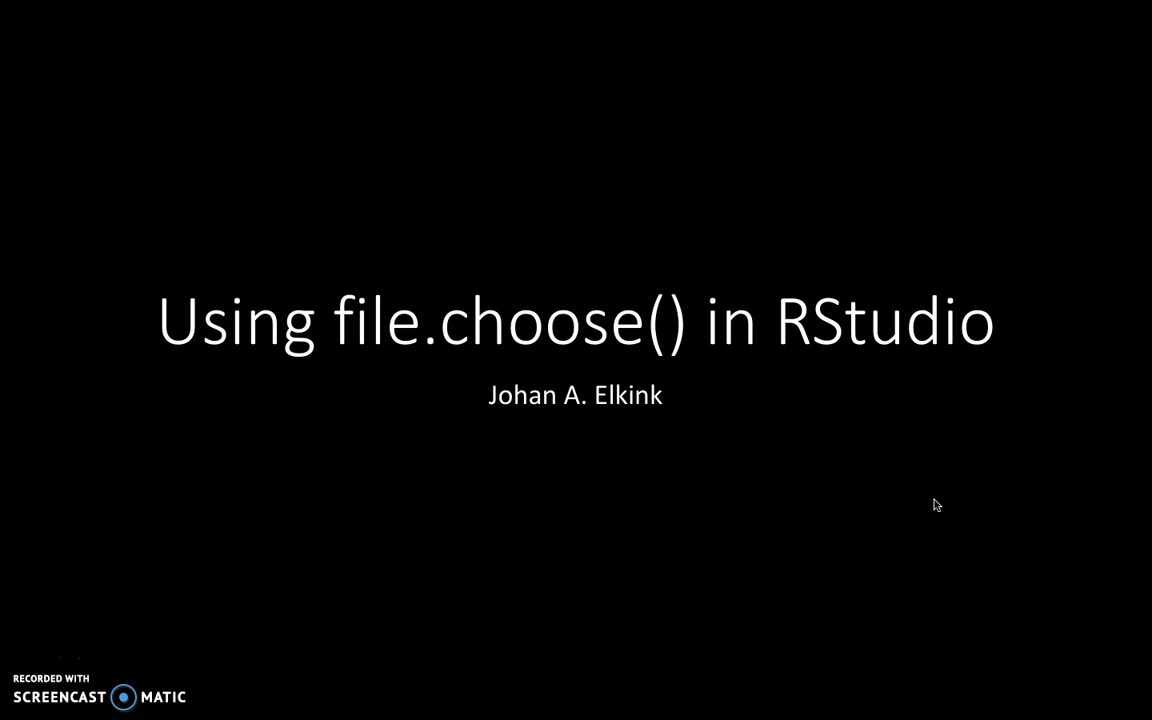 Using file.choose() in RStudio
Johan A. Elkink
RECORDED WITH
SCREENCAST MATIC